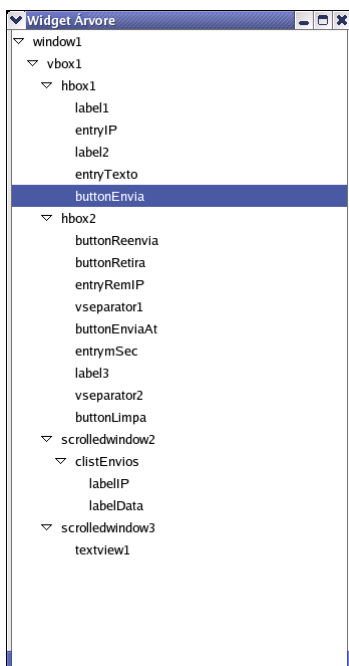 Widget Árvore
window1
vbox1
hbox1
label1
entryIP
label2
entryTexto
buttonEnvia
hbox2
buttonReenvia
buttonRetira
entryRemIP
vseparator1
buttonEnviaAt
entrymSec
label3
vseparator2
buttonLimpa
scrolledwindow2
clistEnvios
labelIP
labelData
scrolledwindow3
textview1